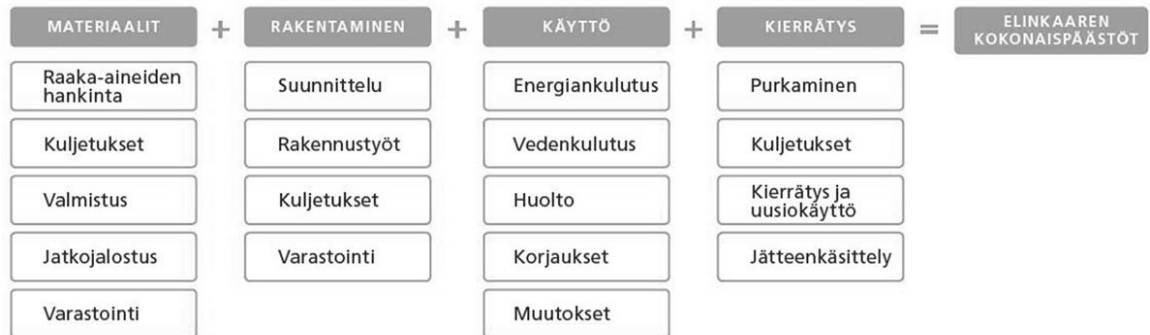 MATERIAALIT + RAKENTAMINEN + KÄYTTÖ + KIERRÄTYS = ELINKAAREN
KOKONAISPÄÄSTÖT
Raaka-aineiden
hankinta
Kuljetukset
Valmistus
Jatkojalostus
Varastointi
Suunnittelu
Rakennustyöt
Kuljetukset
Varastointi
Energiankulutus
Vedenkulutus
Huolto
Korjaukset
Muutokset
Purkaminen
Kuljetukset
Kierrätys ja
uusiokäyttö
Jätteenkäsittely